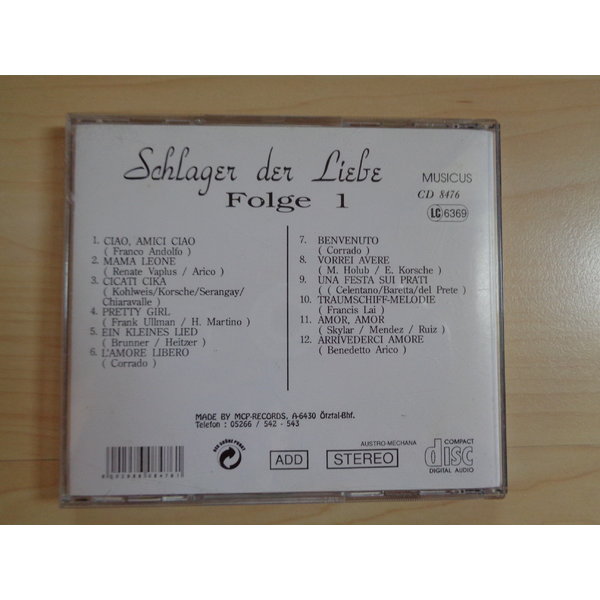 Schlager der Liebe
Folge 1
MUSICUS
CD 8476
LC 6369
1. CIAO, AMICI CIAO
( Franco Andolfo )
2. MAMA LEONE
( Renate Vaplus / Arico )
3. CICATI CIKA
( Kohlweis/Korsche/Serangay/
Chiaravalle )
4. PRETTY GIRL
( Frank Ullman / H. Martino )
5. EIN KLEINES LIED
( Brunner / Heitzer )
6. L'AMORE LIBERO
( Corrado )
7. BENVENUTO
( Corrado )
8. VORREI AVERE
( M. Holub / E. Korsche )
9. UNA FESTA SUI PRATI
( ( Celentano/Baretta/del Prete )
10. TRAUMSCHIFF-MELODIE
( Francis Lai )
11. AMOR, AMOR
( Skylar / Mendez / Ruiz )
12. ARRÍVEDERCI AMORE
( Benedetto Arico )
MADE BY MCP-RECORDS, A-6430 Ötztal-Bhf.
Telefon : 05266 / 542 - 543
DER GRÜNE PUNKT
ADD
AUSTRO-MECHANA
STEREO
COMPACT
disc
DIGITAL AUDIO